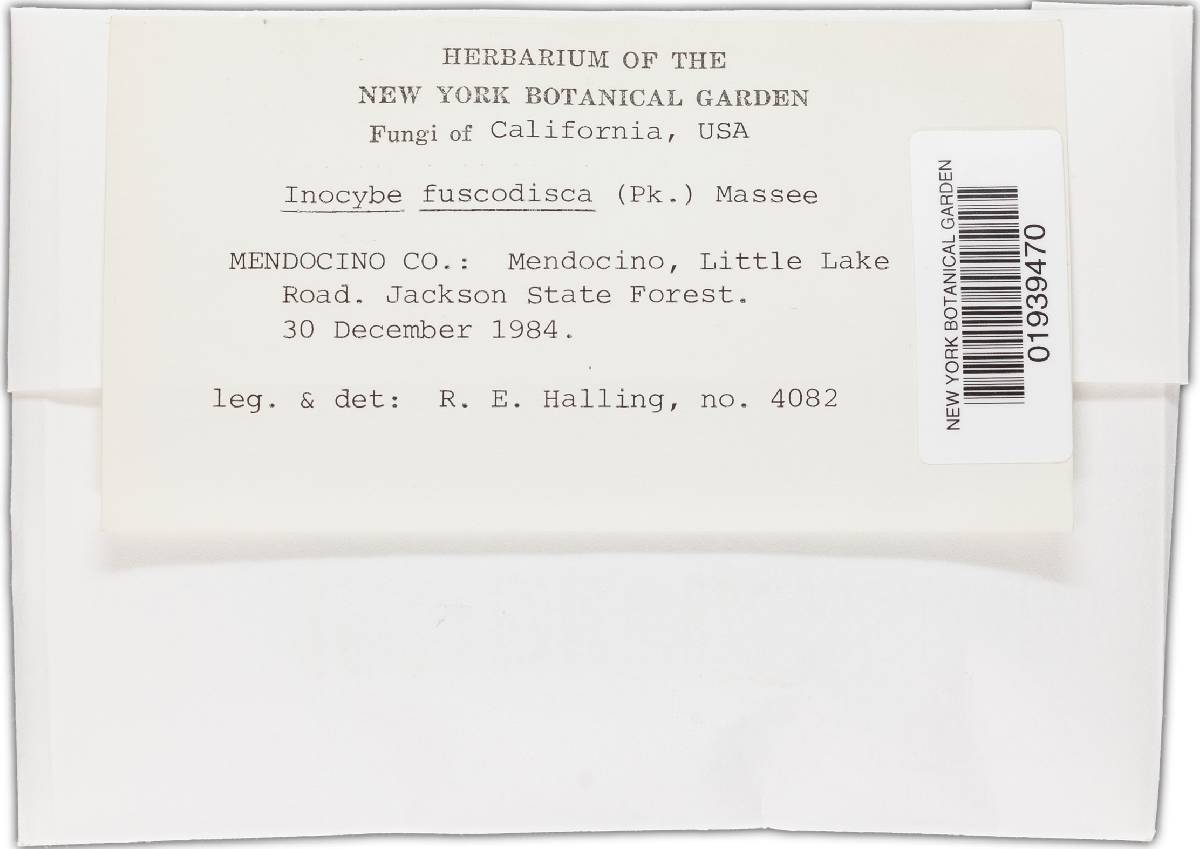 HERBARIUM OF THE
NEW YORK BOTANICAL GARDEN
Fungi of California, USA
Inocybe fuscodisca (Pk.) Massee
MENDOCINO CO.: Mendocino, Little Lake
Road. Jackson State Forest.
30 December 1984.
leg. & det: R. E. Halling, no. 4082
NEW YORK BOTANICAL GARDEN
01939470